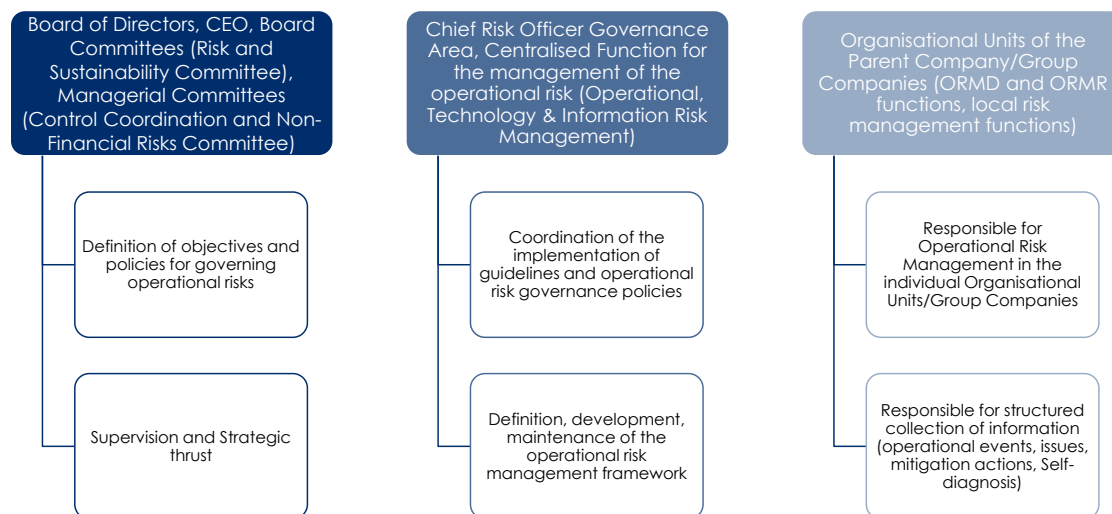 Board of Directors, CEO, Board
Committees (Risk and
Sustainability Committee),
Managerial Committees
(Control Coordination and Non-
Financial Risks Committee)
Definition of objectives and
policies for governing
operational risks
Supervision and Strategic
thrust
Chief Risk Officer Governance
Area, Centralised Function for
the management of the
operational risk (Operational,
Technology & Information Risk
Management)
Coordination of the
implementation of
guidelines and operational
risk governance policies
Definition, development,
maintenance of the
operational risk
management framework
Organisational Units of the
Parent Company/Group
Companies (ORMD and ORMR
functions, local risk
management functions)
Responsible for
Operational Risk
Management in the
individual Organisational
Units/Group Companies
Responsible for structured
collection of information
(operational events, issues,
mitigation actions, Self-
diagnosis)